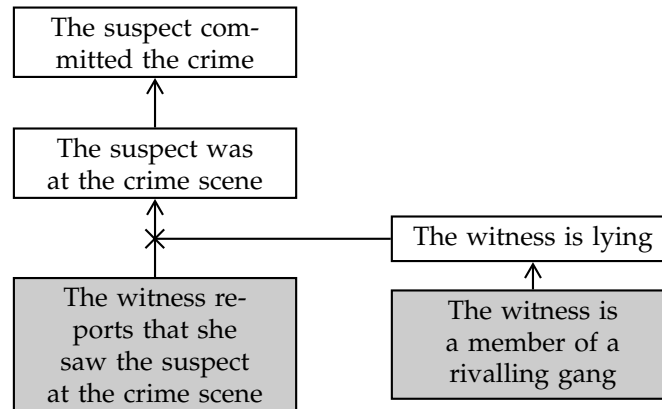 The suspect com-
mitted the crime
The suspect was
at the crime scene
The witness is lying
The witness re-
ports that she
saw the suspect
at the crime scene
The witness is
a member of a
rivalling gang